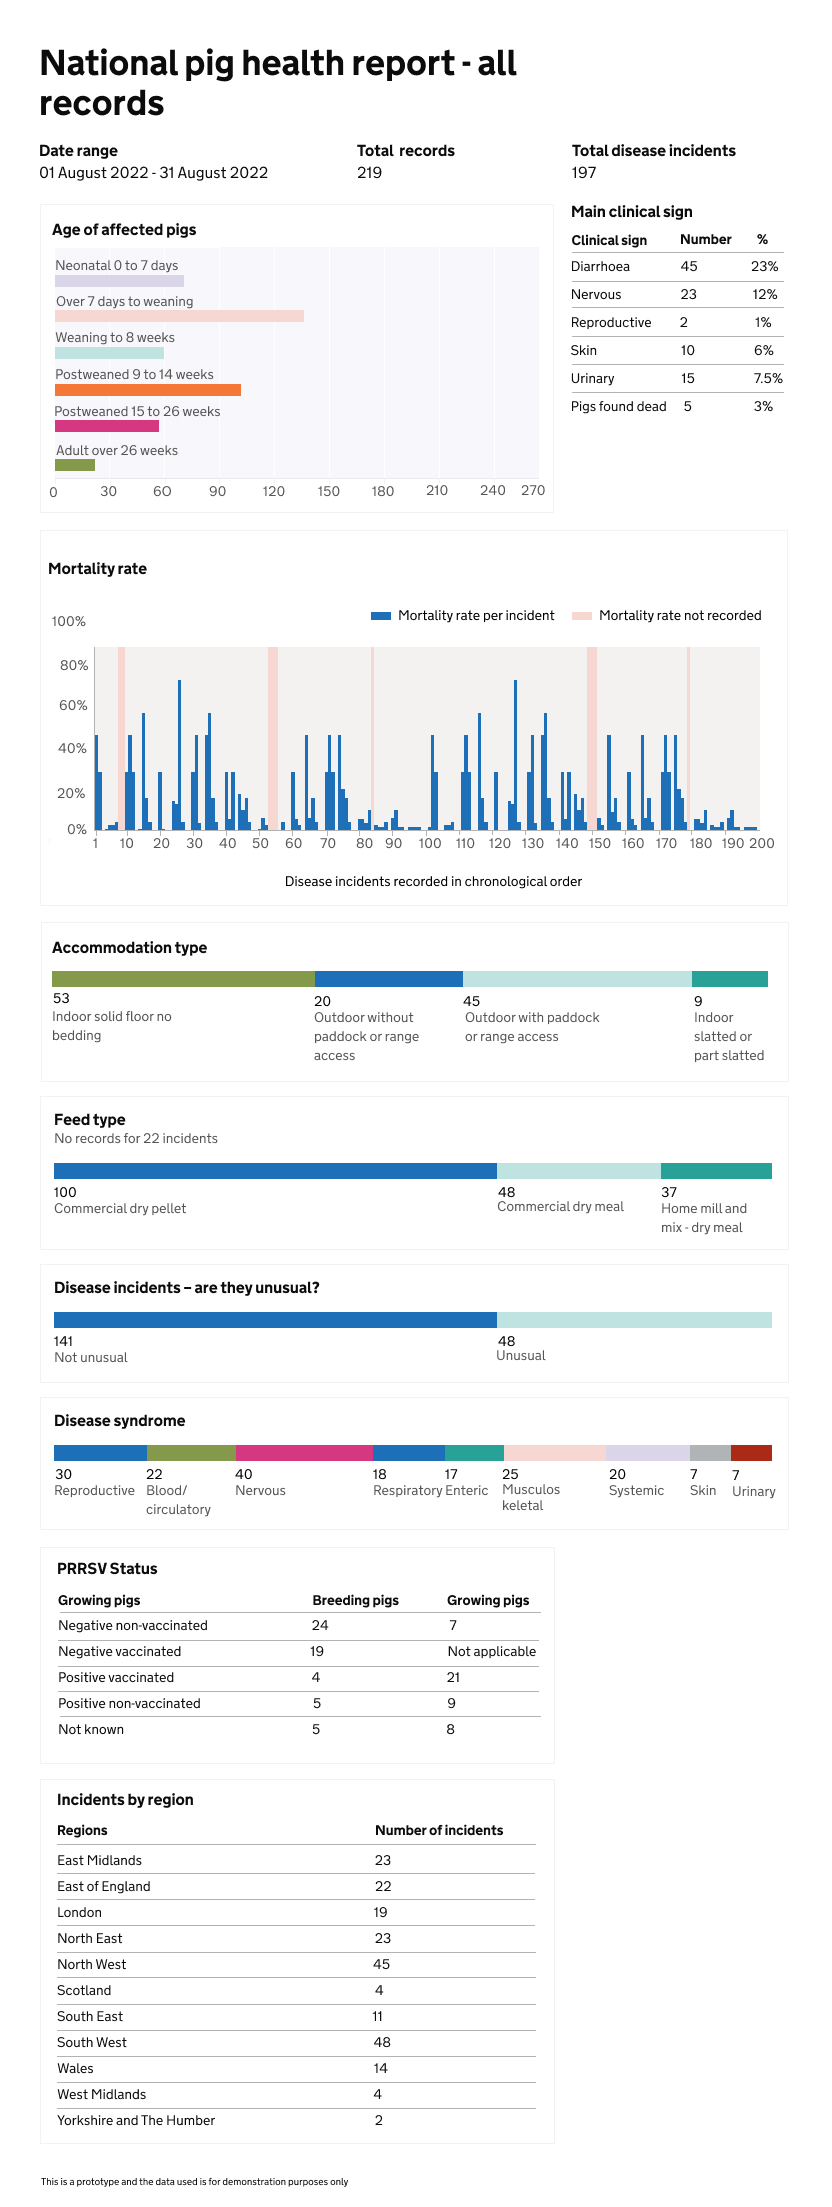 National pig health report - all
records
Date range
01 August 2022 - 31 August 2022
Total records
219
Total disease incidents
197
Age of affected pigs
Neonatal 0 to 7 days
Over 7 days to weaning
Weaning to 8 weeks
Postweaned 9 to 14 weeks
Postweaned 15 to 26 weeks
Adult over 26 weeks
0 30 60 90 120 150 180 210 240 270
Main clinical sign
Clinical sign Number %
Diarrhoea 45 23%
Nervous 23 12%
Reproductive 2 1%
Skin 10 6%
Urinary 15 7.5%
Pigs found dead 5 3%
Mortality rate
Mortality rate per incident Mortality rate not recorded
100%
80%
60%
40%
20%
0%
1 10 20 30 40 50 60 70 80 90 100 110 120 130 140 150 160 170 180 190 200
Disease incidents recorded in chronological order
Accommodation type
53
Indoor solid floor no
bedding
20
Outdoor without
paddock or range
access
45
Outdoor with paddock
or range access
9
Indoor
slatted or
part slatted
Feed type
No records for 22 incidents
100
Commercial dry pellet
48
Commercial dry meal
37
Home mill and
mix - dry meal
Disease incidents – are they unusual?
141
Not unusual
48
Unusual
Disease syndrome
30
Reproductive
22
Blood/
circulatory
40
Nervous
18
Respiratory
17
Enteric
25
Musculos
keletal
20
Systemic
7
Skin
7
Urinary
PRRSV Status
Growing pigs Breeding pigs Growing pigs
Negative non-vaccinated 24 7
Negative vaccinated 19 Not applicable
Positive vaccinated 4 21
Positive non-vaccinated 5 9
Not known 5 8
Incidents by region
Regions Number of incidents
East Midlands 23
East of England 22
London 19
North East 23
North West 45
Scotland 4
South East 11
South West 48
Wales 14
West Midlands 4
Yorkshire and The Humber 2
This is a prototype and the data used is for demonstration purposes only